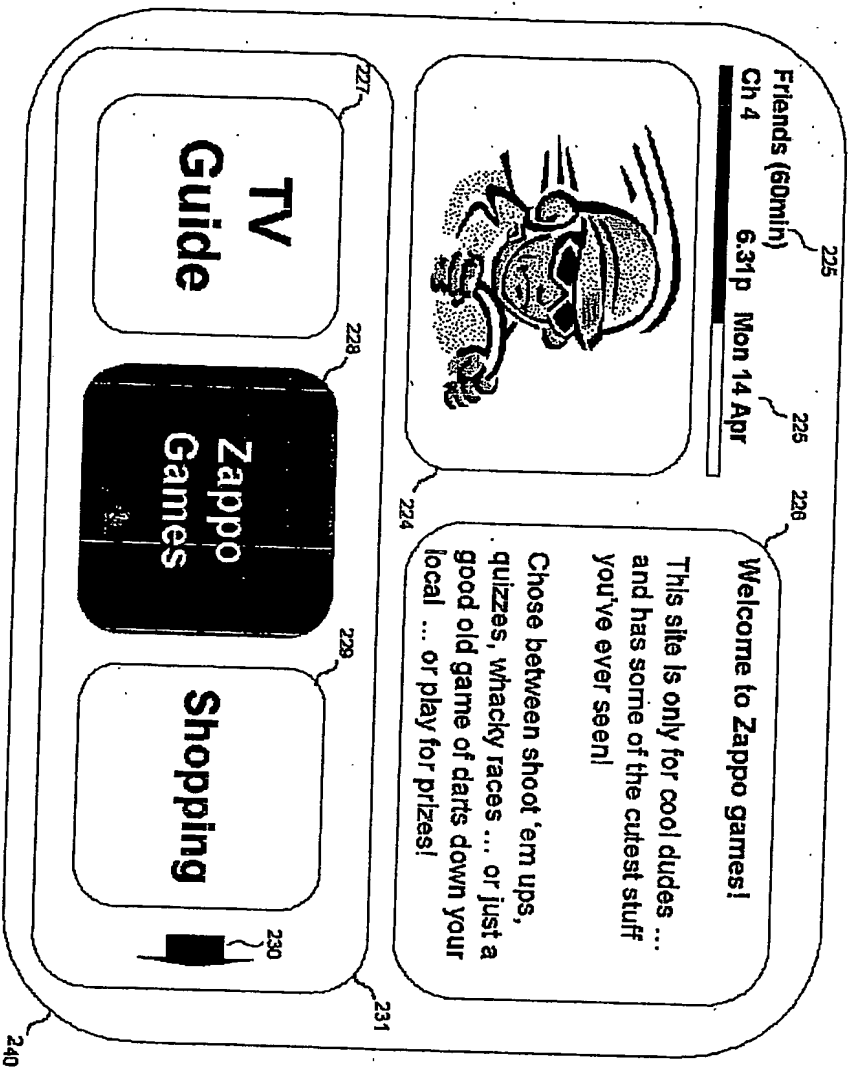 Friends (60min)
225
Ch 4 6.31p Mon 14 Apr
225
226
Welcome to Zappo games!
This site is only for cool dudes ...
and has some of the cutest stuff
you've ever seen!
Chose between shoot 'em ups,
quizzes, whacky races ... or just a
good old game of darts down your
local ... or play for prizes!
224
227
TV
Guide
228
Zappo
Games
229
Shopping
230
231
240